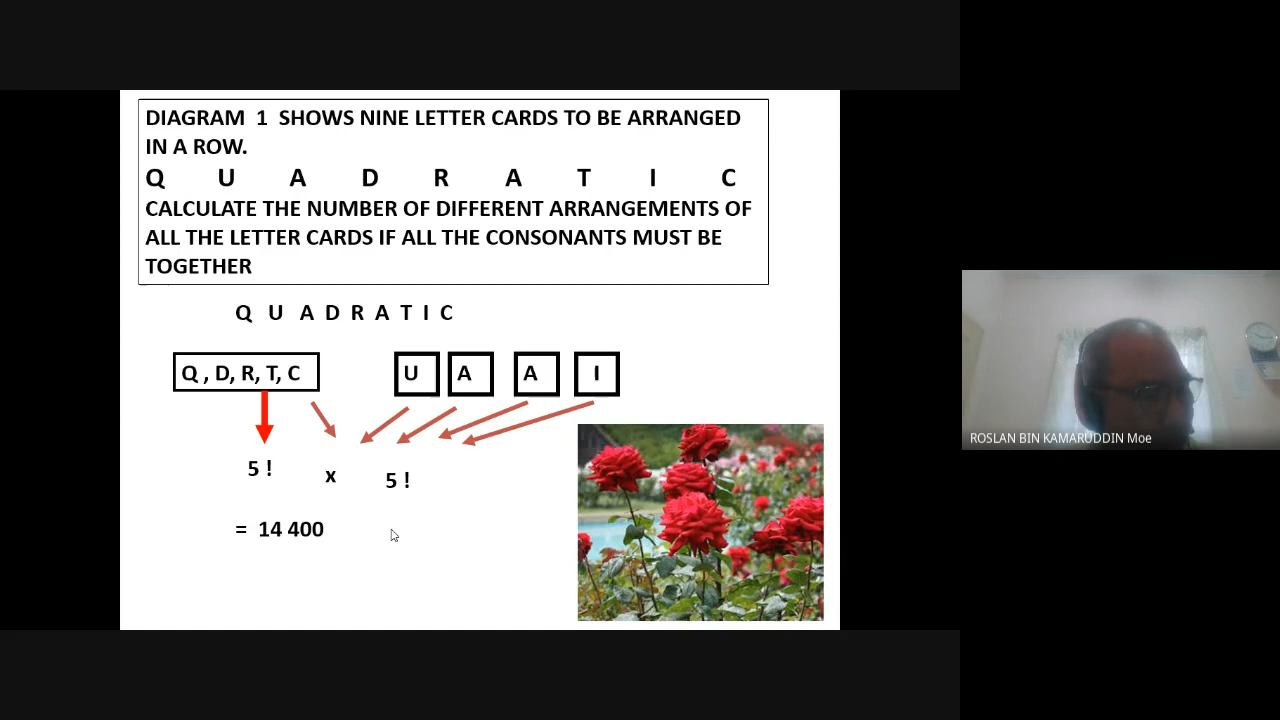 DIAGRAM 1 SHOWS NINE LETTER CARDS TO BE ARRANGED
IN A ROW.
Q U A D R A T I C
CALCULATE THE NUMBER OF DIFFERENT ARRANGEMENTS OF
ALL THE LETTER CARDS IF ALL THE CONSONANTS MUST BE
TOGETHER
Q U A D R A T I C
Q , D, R, T, C U A A I
5 ! x 5 !
= 14 400
ROSLAN BIN KAMARUDDIN Moe